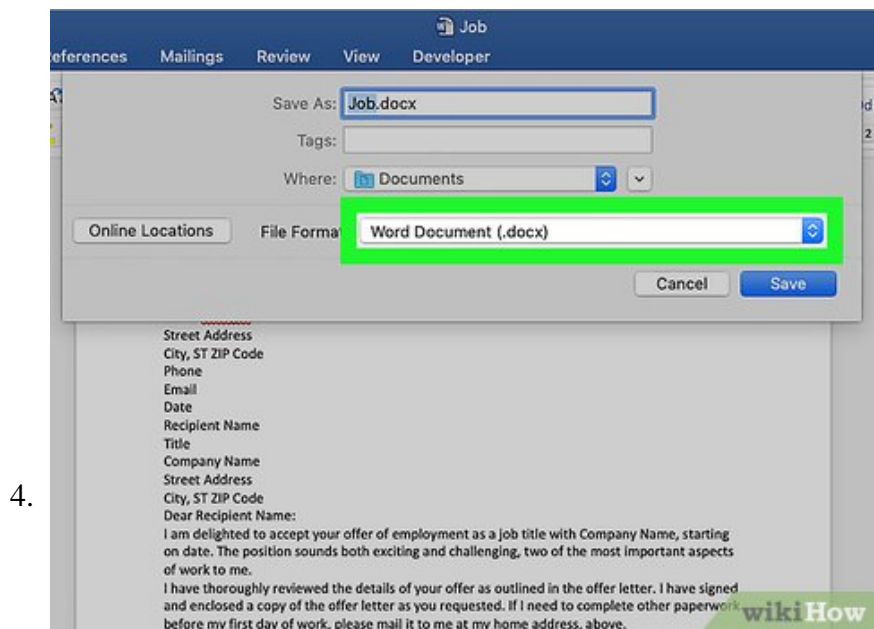 Job
eferences Mailings Review View Developer
Save As: Job.docx
Tags:
Where: Documents
Online Locations File Forma Word Document (.docx)
Cancel Save
2
Street Address
City, ST ZIP Code
Phone
Email
Date
Recipient Name
Title
Company Name
Street Address
4.
City, ST ZIP Code
Dear Recipient Name:
I am delighted to accept your offer of employment as a job title with Company Name, starting
on date. The position sounds both exciting and challenging, two of the most important aspects
of work to me.
I have thoroughly reviewed the details of your offer as outlined in the offer letter. I have signed
and enclosed a copy of the offer letter as you requested. If I need to complete other paperwork
before my first day of work, please mail it to me at my home address, above.
wikiHow